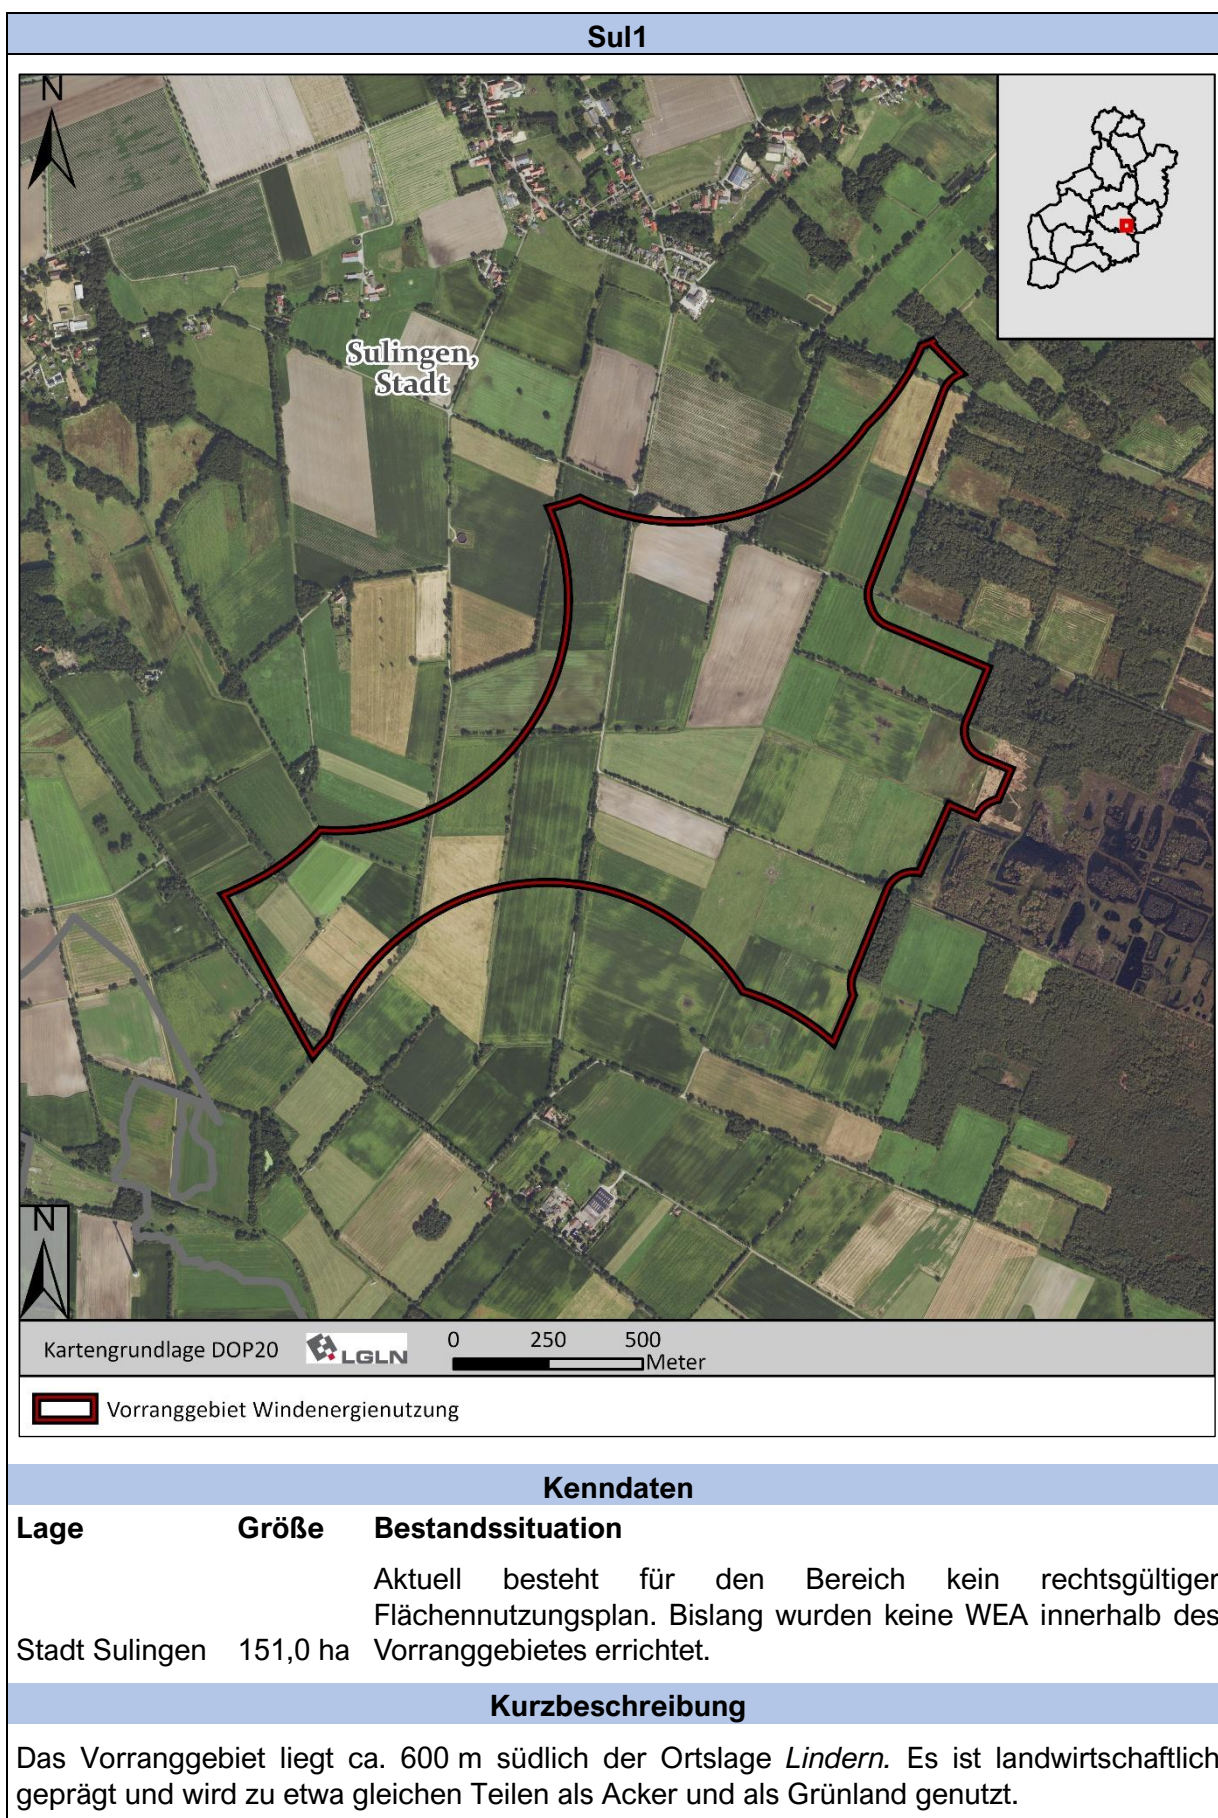 Sul1
N
Sulingen,
Stadt
N
Kartengrundlage DOP20
LGLN
0 250 500
Meter
Vorranggebiet Windenergienutzung
Kenndaten
Lage Größe Bestandssituation
Aktuell besteht für den Bereich kein rechtsgültiger
Flächennutzungsplan. Bislang wurden keine WEA innerhalb des
Stadt Sulingen 151,0 ha Vorranggebietes errichtet.
Kurzbeschreibung
Das Vorranggebiet liegt ca. 600 m südlich der Ortslage Lindern. Es ist landwirtschaftlich
geprägt und wird zu etwa gleichen Teilen als Acker und als Grünland genutzt.